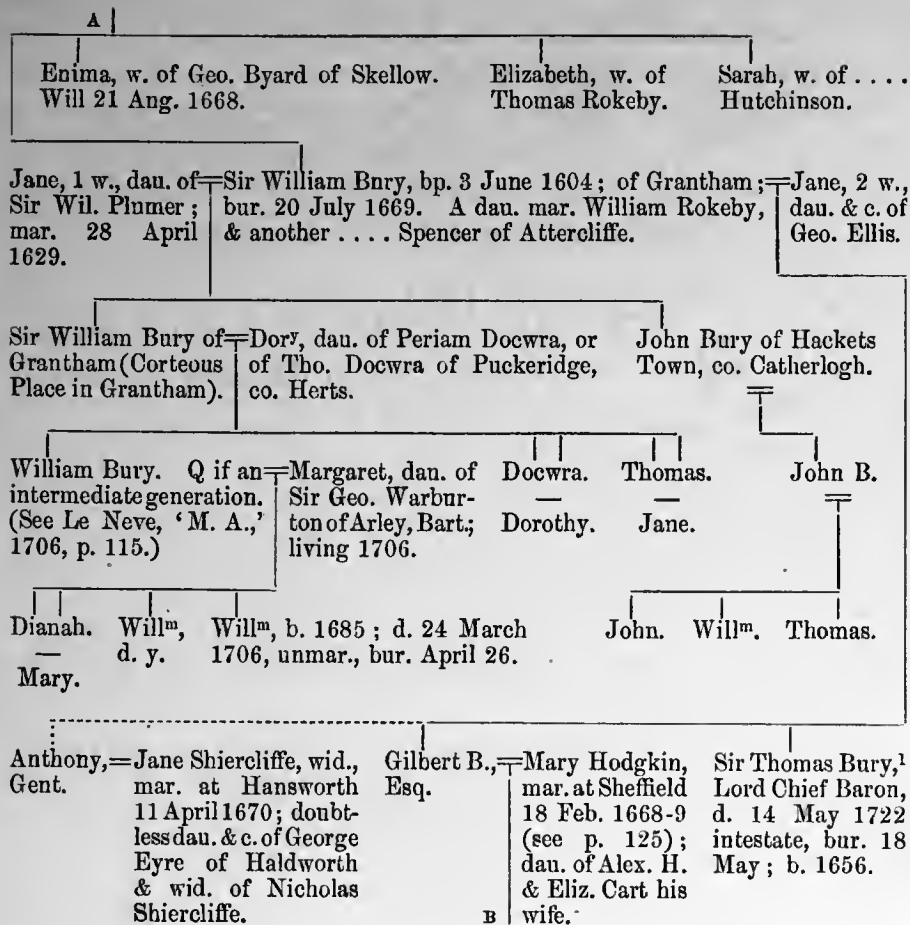 A
Enima, w. of Geo. Byard of Skellow.
Will 21 Ang. 1668.
Elizabeth, w. of
Thomas Rokeby.
Sarah, w. of . . . .
Hutchinson.
Jane, 1 w., dau. of
Sir Wil. Plumer ;
mar. 28 April
1629.
Sir William Bnry, bp. 3 June 1604 ; of Grantham ;
bur. 20 July 1669. A dau. mar. William Rokeby,
& another . . . . Spencer of Attercliffe.
Jane, 2 w.,
dau. & c. of
Geo. Ellis.
Sir William Bury of
Grantham (Corteous
Place in Grantham).
Dorʸ, dau. of Periam Docwra, or
of Tho. Docwra of Puckeridge,
co. Herts.
John Bury of Hackets
Town, co. Catherlogh.
William Bury. Q if an
intermediate generation.
(See Le Neve, ‘ M. A.,’
1706, p. 115.)
Margaret, dau. of
Sir Geo. Warbur-
ton of Arley, Bart.;
living 1706.
Docwra.
—
Dorothy.
Thomas.
—
Jane.
John B.
Dianah.
—
Mary.
Willᵐ,
d. y.
Willᵐ, b. 1685 ; d. 24 March
1706, unmar., bur. April 26.
John. Willᵐ. Thomas.
Anthony,=
Gent.
Jane Shiercliffe, wid.,
mar. at Hansworth
11 April 1670 ; doubt-
less dau. & c. of George
Eyre of Haldworth
& wid. of Nicholas
Shiercliffe.
Gilbert B.,
Esq.
Mary Hodgkin,
mar. at Sheffield
18 Feb. 1668-9
(see p. 125) ;
dau. of Alex. H.
& Eliz. Cart his
wife.
B
Sir Thomas Bury,¹
Lord Chief Baron,
d. 14 May 1722
intestate, bur. 18
May ; b. 1656.